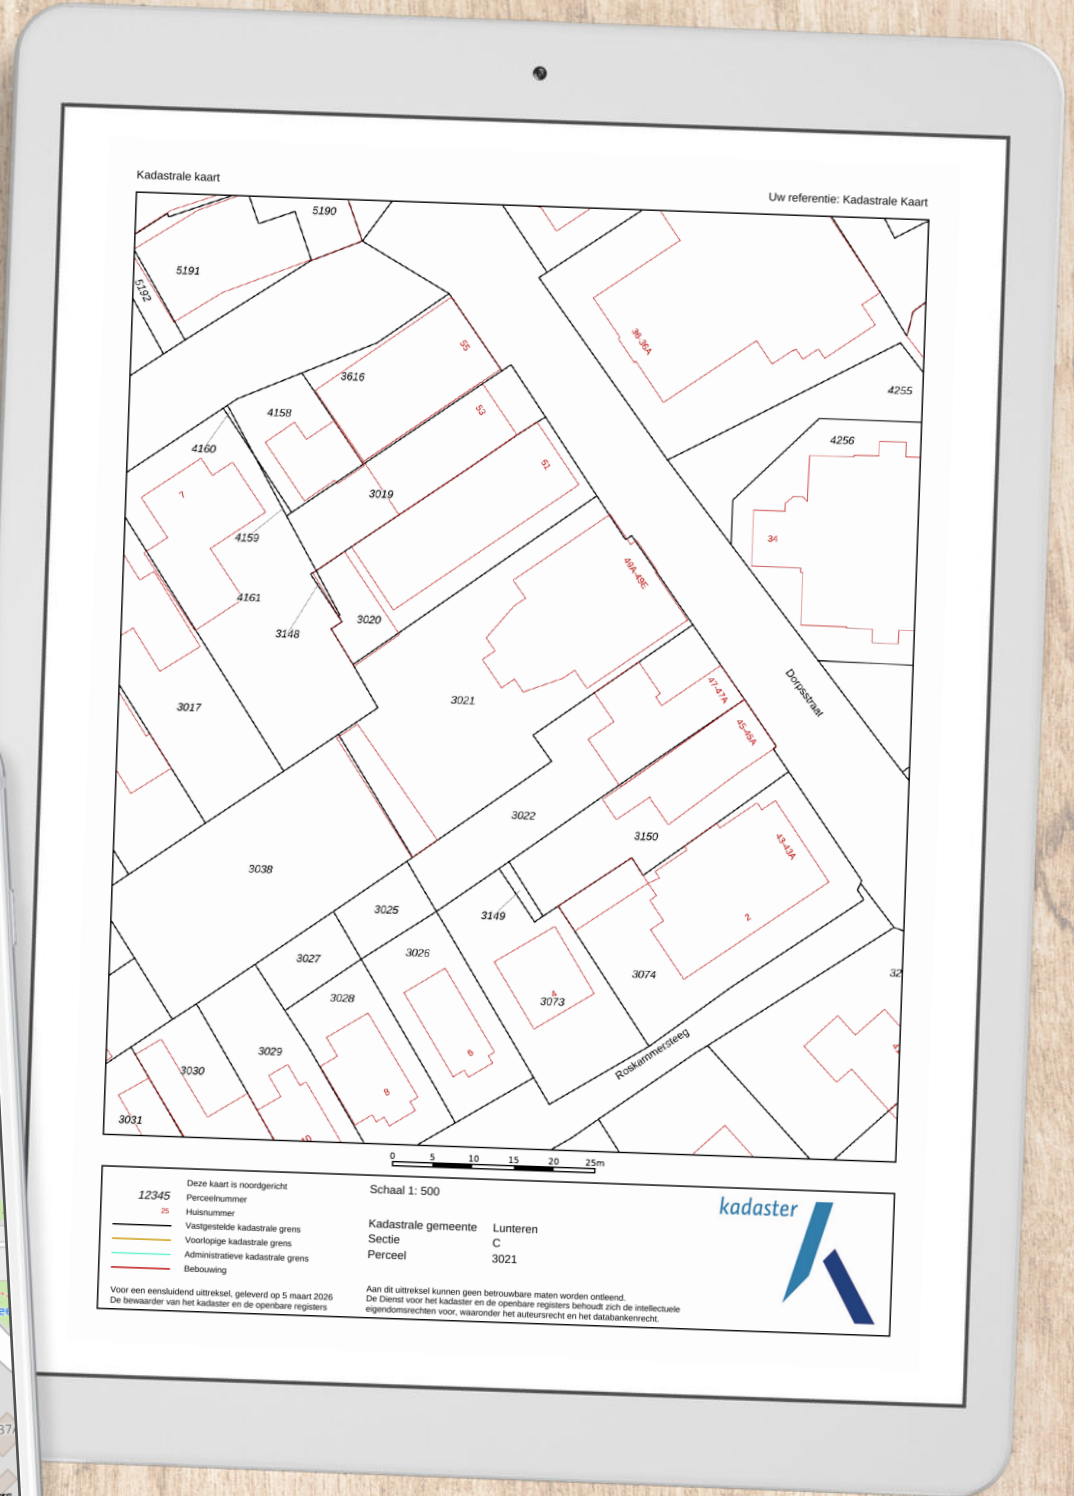 Kadastrale kaart
Uw referentie: Kadastrale Kaart
5190
5191
5192
55
38-36A
3616
4255
4158
53
4160
4256
7
51
3019
4159
34
49A-49E
4161
3020
3148
3021
3017
47-47A
Dorpsstraat
45-45A
3022
3150
43-43A
3038
3025
3149
2
3026
3027
3074
32
4
3028
3073
Roskammersteeg
3029
6
3030
8
3031
0 5 10 15 20 25m
Deze kaart is noordgericht
12345 Perceelnummer
25 Huisnummer
Vastgestelde kadastrale grens
Voorlopige kadastrale grens
Administratieve kadastrale grens
Bebouwing
Voor een eensluidend uittreksel, geleverd op 5 maart 2026
De bewaarder van het kadaster en de openbare registers
Schaal 1: 500
Kadastrale gemeente Lunteren
Sectie C
Perceel 3021
Aan dit uittreksel kunnen geen betrouwbare maten worden ontleend.
De Dienst voor het kadaster en de openbare registers behoudt zich de intellectuele
eigendomsrechten voor, waaronder het auteursrecht en het databankenrecht.
kadaster